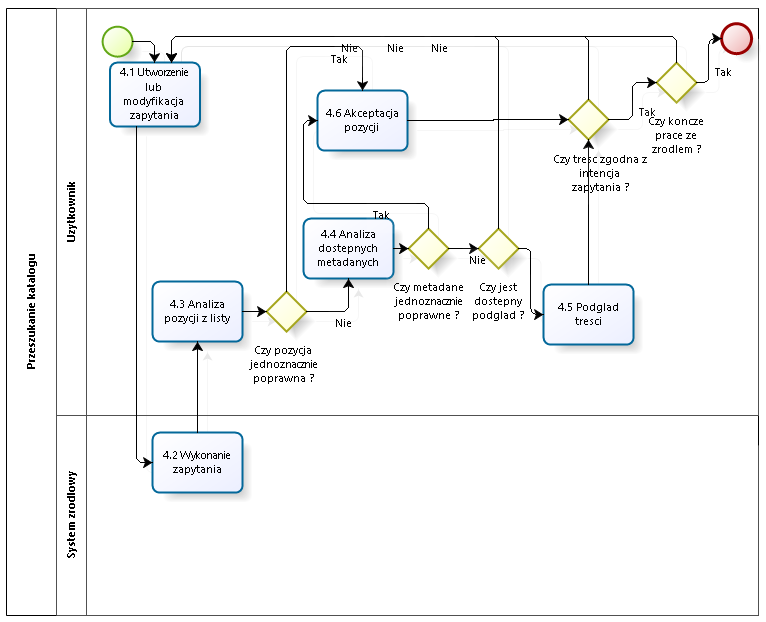 Przeszukanie katalogu
Uzytkownik
System zrodlowy
4.1 Utworzenie
lub
modyfikacja
zapytania
Nie
Nie
Nie
Tak
4.6 Akceptacja
pozycji
Tak
Tak
Czy koncze
prace ze
zrodlem ?
Czy tresc zgodna z
intencja
zapytania ?
Tak
4.4 Analiza
dostepnych
metadanych
Nie
Czy metadane
jednoznacznie
poprawne ?
Czy jest
dostepny
podglad ?
4.3 Analiza
pozycji z listy
Nie
Czy pozycja
jednoznacznie
poprawna ?
4.5 Podglad
tresci
4.2 Wykonanie
zapytania